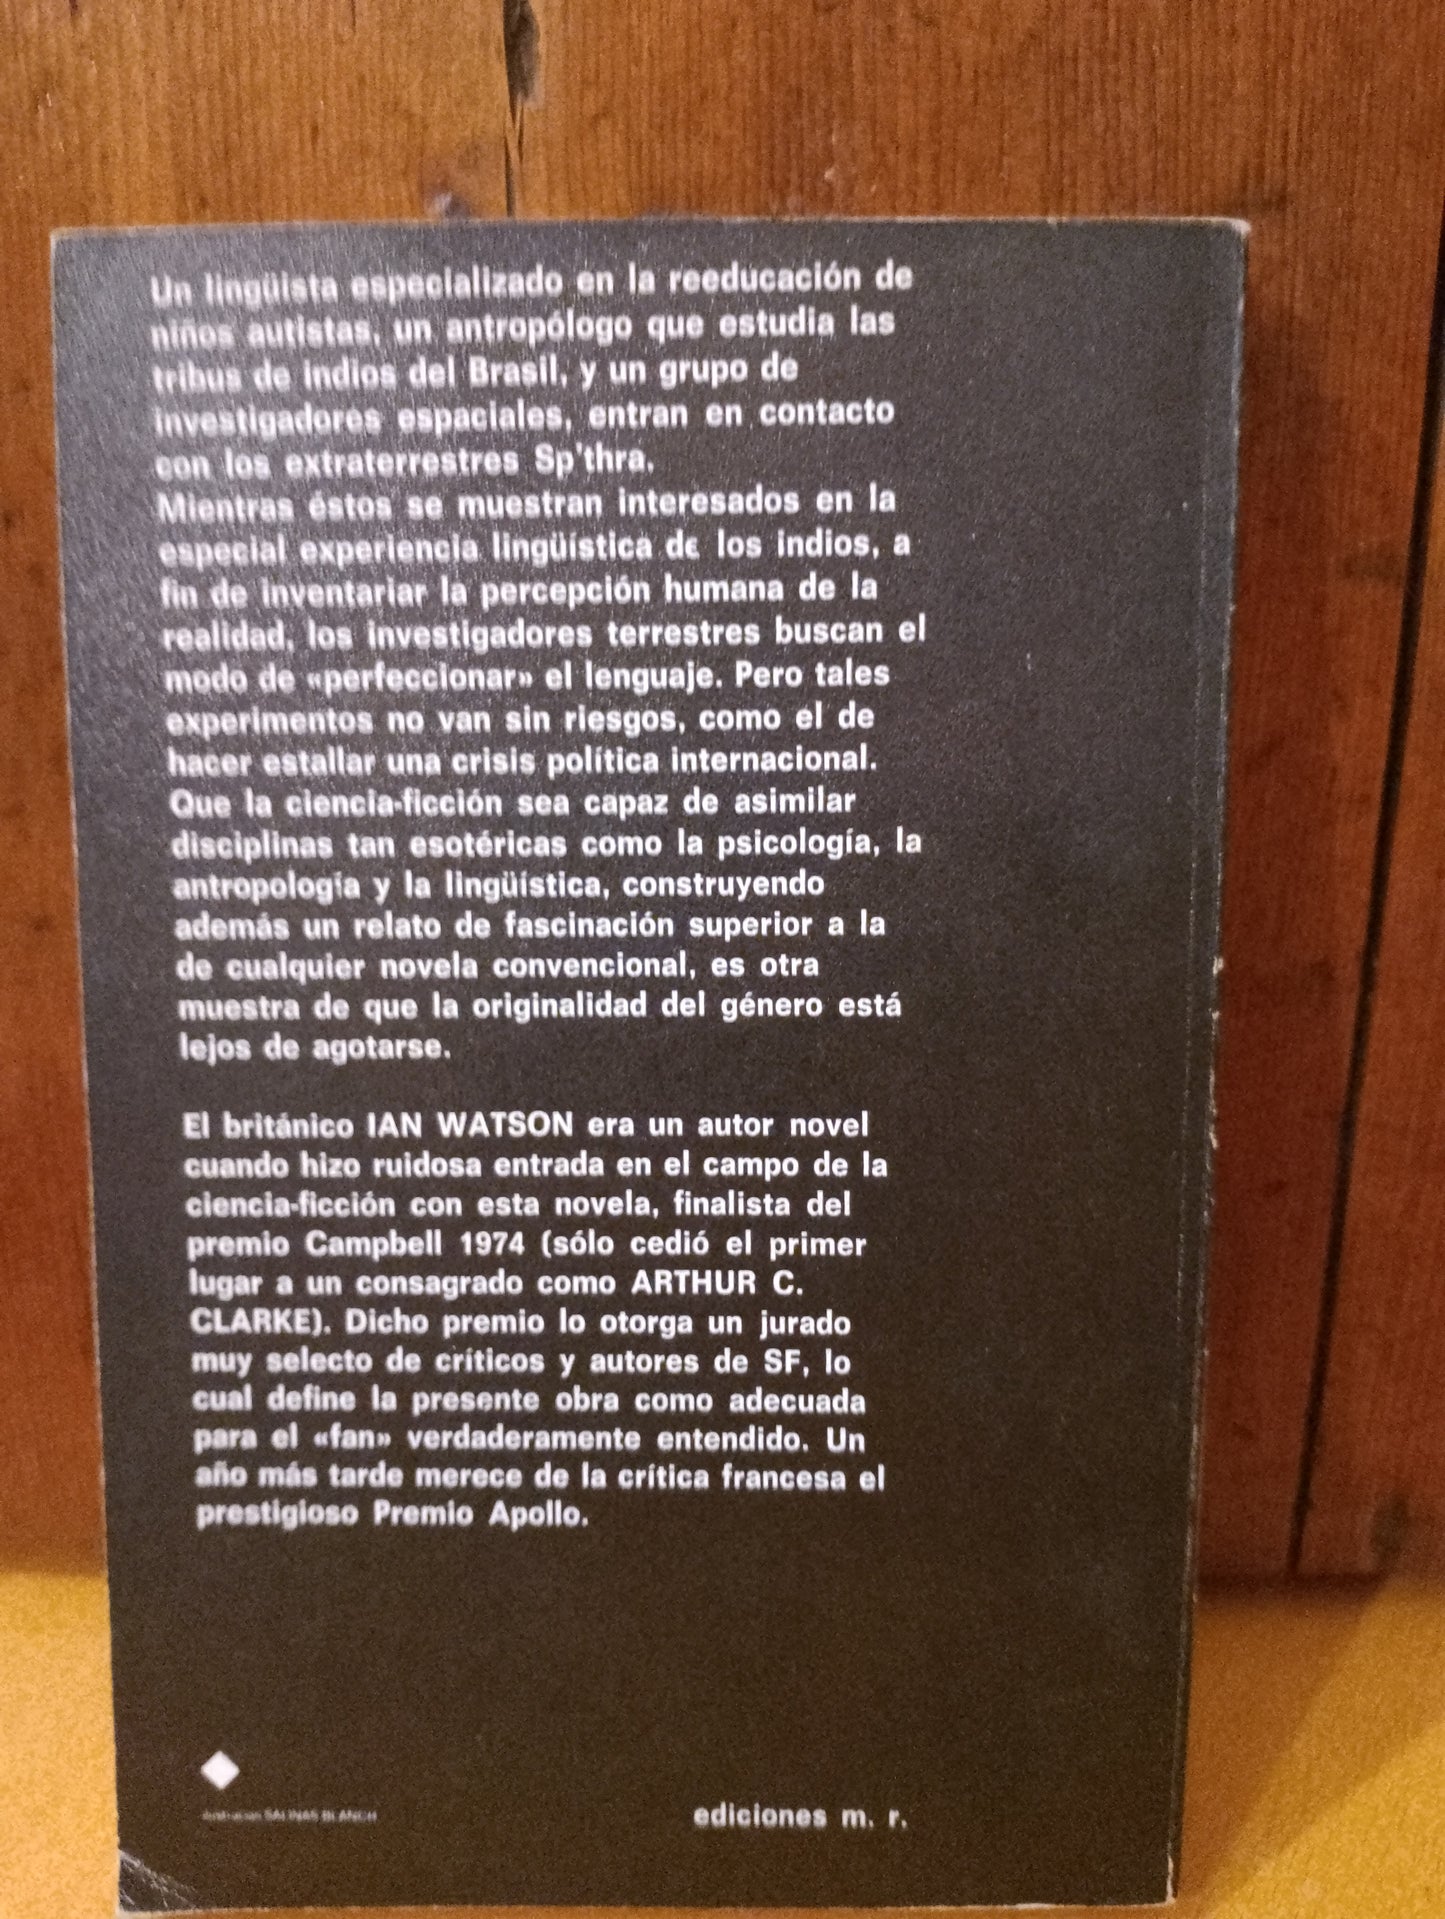 Un lingüista especializado en la reeducación de
niños autistas, un antropólogo que estudia las
tribus de indios del Brasil, y un grupo de
investigadores espaciales, entran en contacto
con los extraterrestres Sp'thra.
Mientras éstos se muestran interesados en la
especial experiencia lingüística de los indios, a
fin de inventariar la percepción humana de la
realidad, los investigadores terrestres buscan el
modo de «perfeccionar» el lenguaje. Pero tales
experimentos no van sin riesgos, como el de
hacer estallar una crisis política internacional.
Que la ciencia-ficción sea capaz de asimilar
disciplinas tan esotéricas como la psicología, la
antropología y la lingüística, construyendo
además un relato de fascinación superior a la
de cualquier novela convencional, es otra
muestra de que la originalidad del género está
lejos de agotarse.
El británico IAN WATSON era un autor novel
cuando hizo ruidosa entrada en el campo de la
ciencia-ficción con esta novela, finalista del
premio Campbell 1974 (sólo cedió el primer
lugar a un consagrado como ARTHUR C.
CLARKE). Dicho premio lo otorga un jurado
muy selecto de críticos y autores de SF, lo
cual define la presente obra como adecuada
para el «fan» verdaderamente entendido. Un
año más tarde merece de la crítica francesa el
prestigioso Premio Apollo.
SALINAS BLANCH
ediciones m. r.